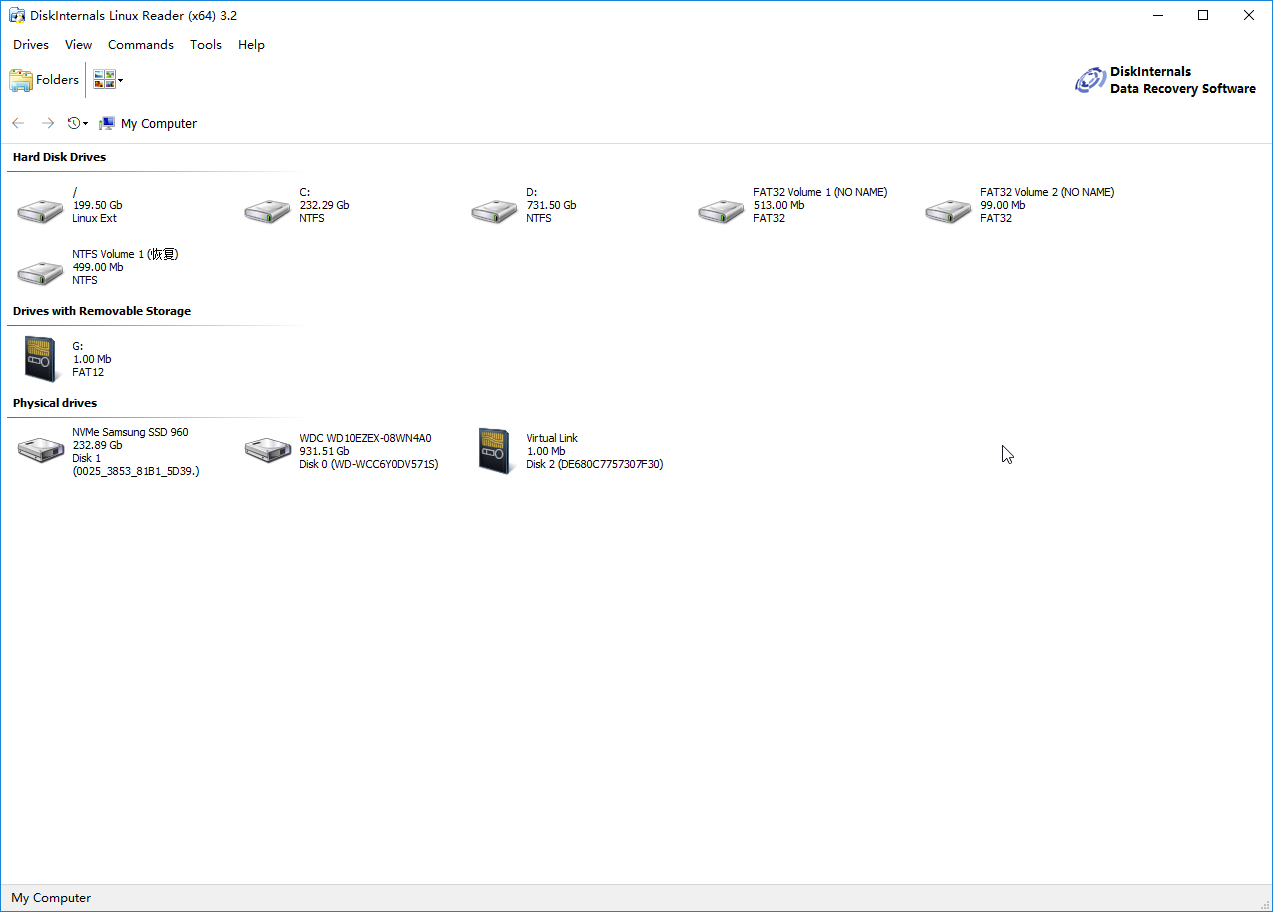 DiskInternals Linux Reader (x64) 3.2
Drives View Commands Tools Help
Folders
DiskInternals
Data Recovery Software
My Computer
Hard Disk Drives
/
199.50 Gb
Linux Ext
C:
232.29 Gb
NTFS
D:
731.50 Gb
NTFS
FAT32 Volume 1 (NO NAME)
513.00 Mb
FAT32
FAT32 Volume 2 (NO NAME)
99.00 Mb
FAT32
NTFS Volume 1 (恢复)
499.00 Mb
NTFS
Drives with Removable Storage
G:
1.00 Mb
FAT12
Physical drives
NVMe Samsung SSD 960
232.89 Gb
Disk 1
(0025_3853_81B1_5D39.)
WDC WD10EZEX-08WN4A0
931.51 Gb
Disk 0 (WD-WCC6Y0DV571S)
Virtual Link
1.00 Mb
Disk 2 (DE680C7757307F30)
My Computer